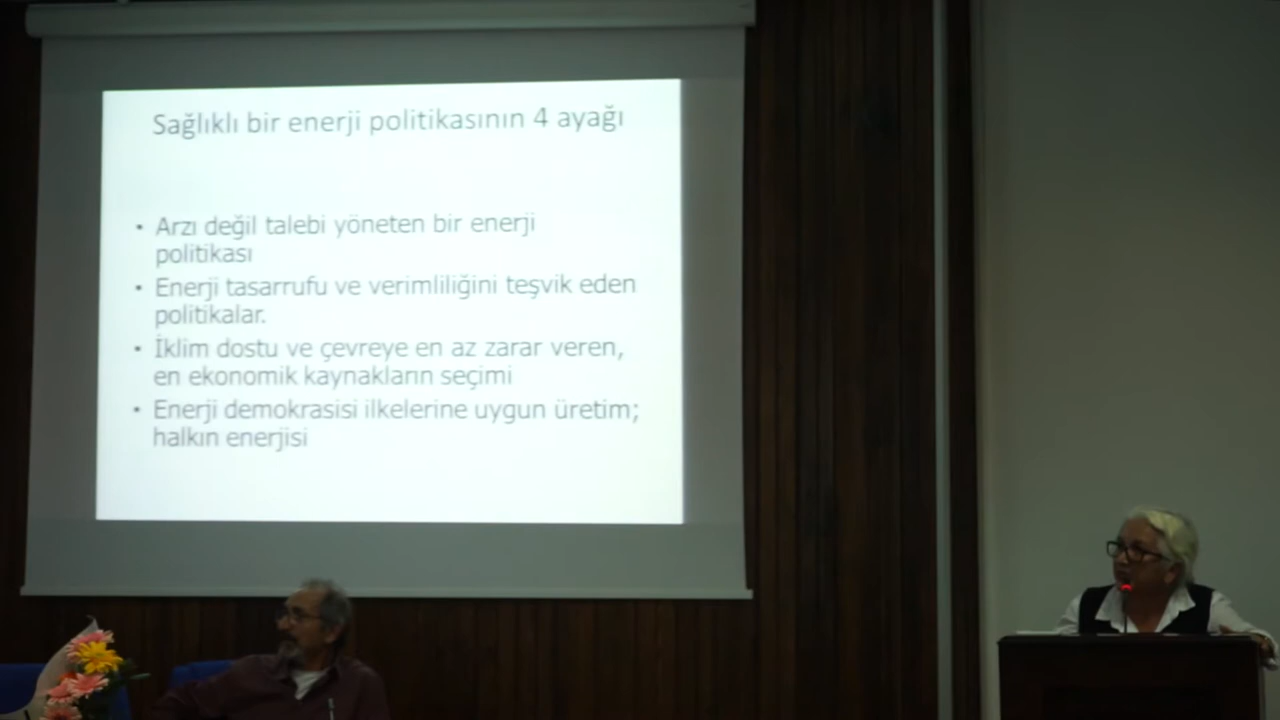 Sağlıklı bir enerji politikasının 4 ayağı
• Arzı değil talebi yöneten bir enerji
politikası
• Enerji tasarrufu ve verimliliğini teşvik eden
politikalar.
• İklim dostu ve çevreye en az zarar veren,
en ekonomik kaynakların seçimi
• Enerji demokrasisi ilkelerine uygun üretim;
halkın enerjisi